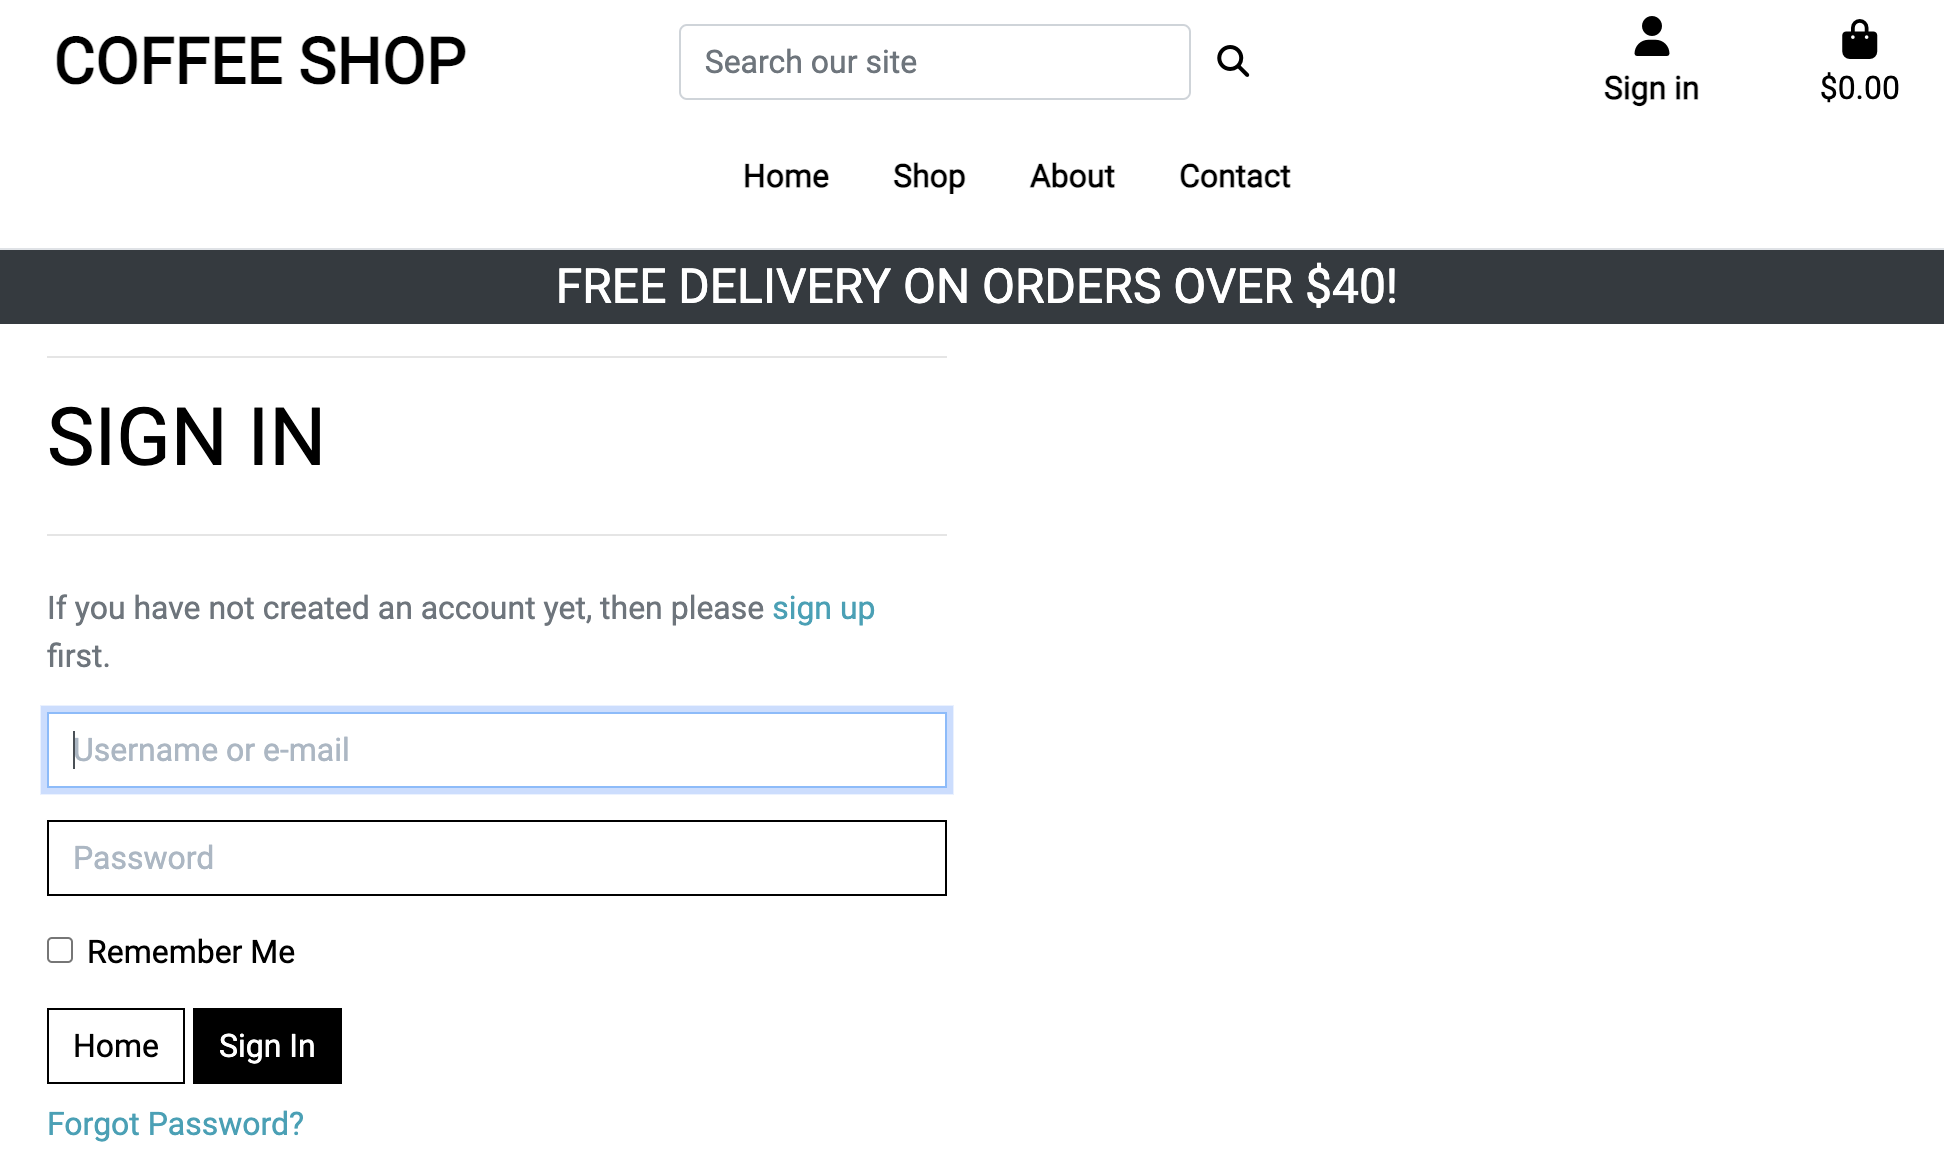 COFFEE SHOP
Search our site
Sign in
$0.00
Home Shop About Contact
FREE DELIVERY ON ORDERS OVER $40!
SIGN IN
If you have not created an account yet, then please sign up
first.
Username or e-mail
Password
Remember Me
Home Sign In
Forgot Password?